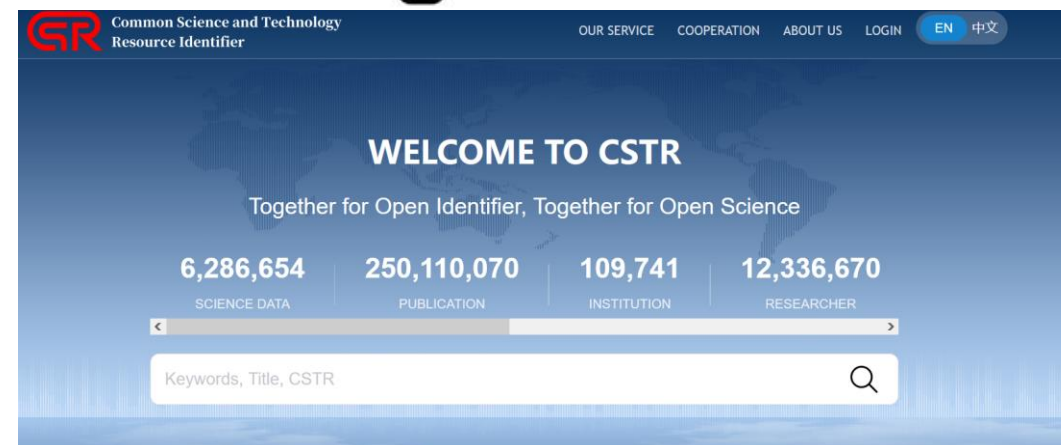 CSTR
Common Science and Technology
Resource Identifier
OUR SERVICE COOPERATION ABOUT US LOGIN EN 中文
WELCOME TO CSTR
Together for Open Identifier, Together for Open Science
6,286,654 250,110,070 109,741 12,336,670
SCIENCE DATA PUBLICATION INSTITUTION RESEARCHER
Keywords, Title, CSTR